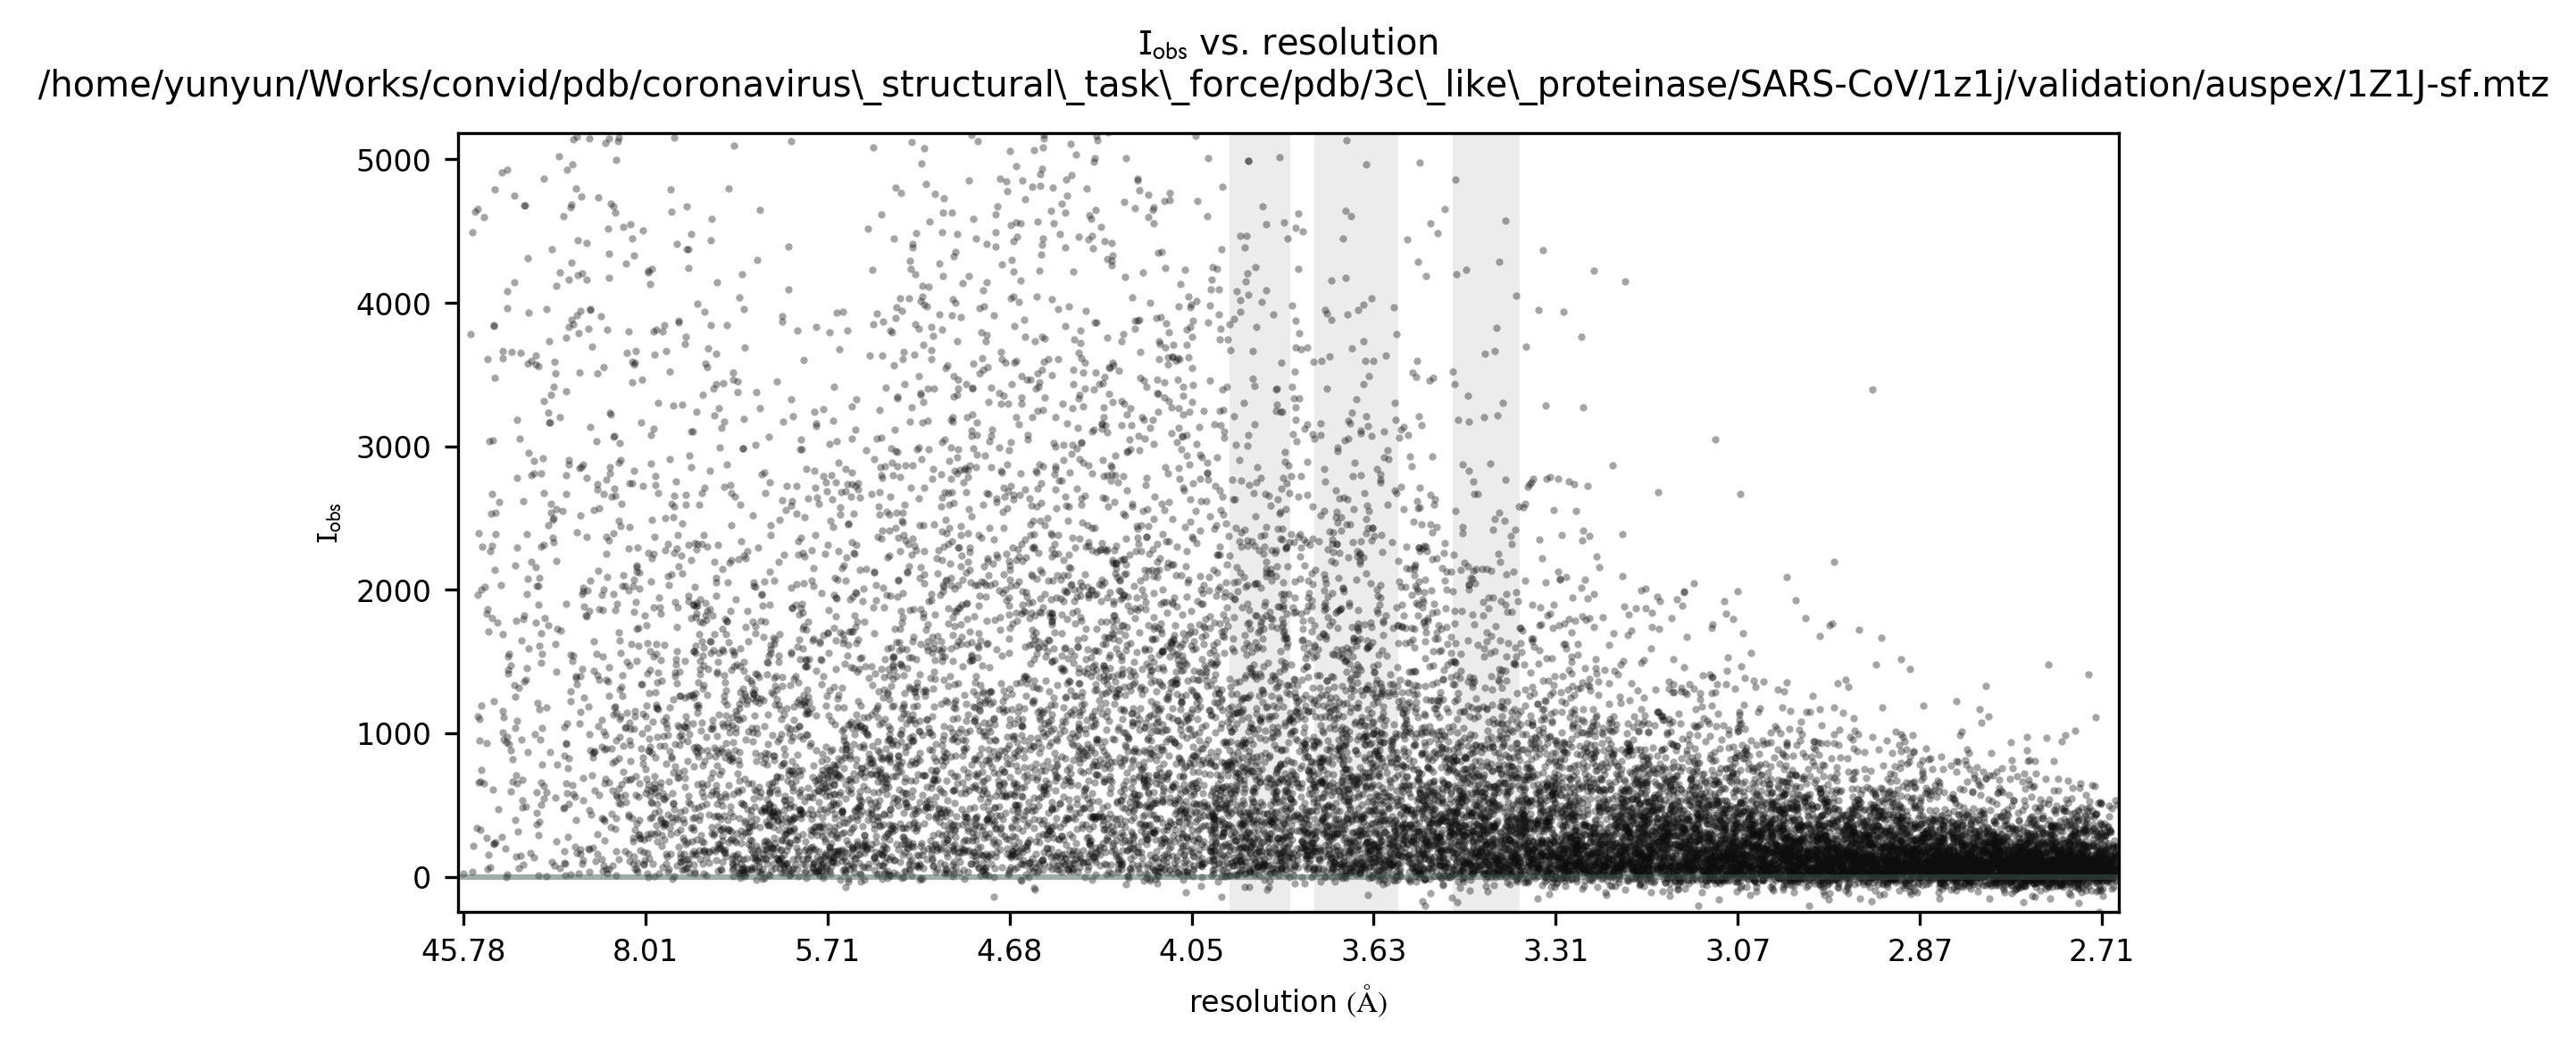 I_obs vs. resolution
/home/yunyun/Works/convid/pdb/coronavirus\_structural\_task\_force/pdb/3c\_like\_proteinase/SARS-CoV/1z1j/validation/auspex/1Z1J-sf.mtz
5000
4000
3000
2000
1000
0
I_obs
45.78 8.01 5.71 4.68 4.05 3.63 3.31 3.07 2.87 2.71
resolution (Å)